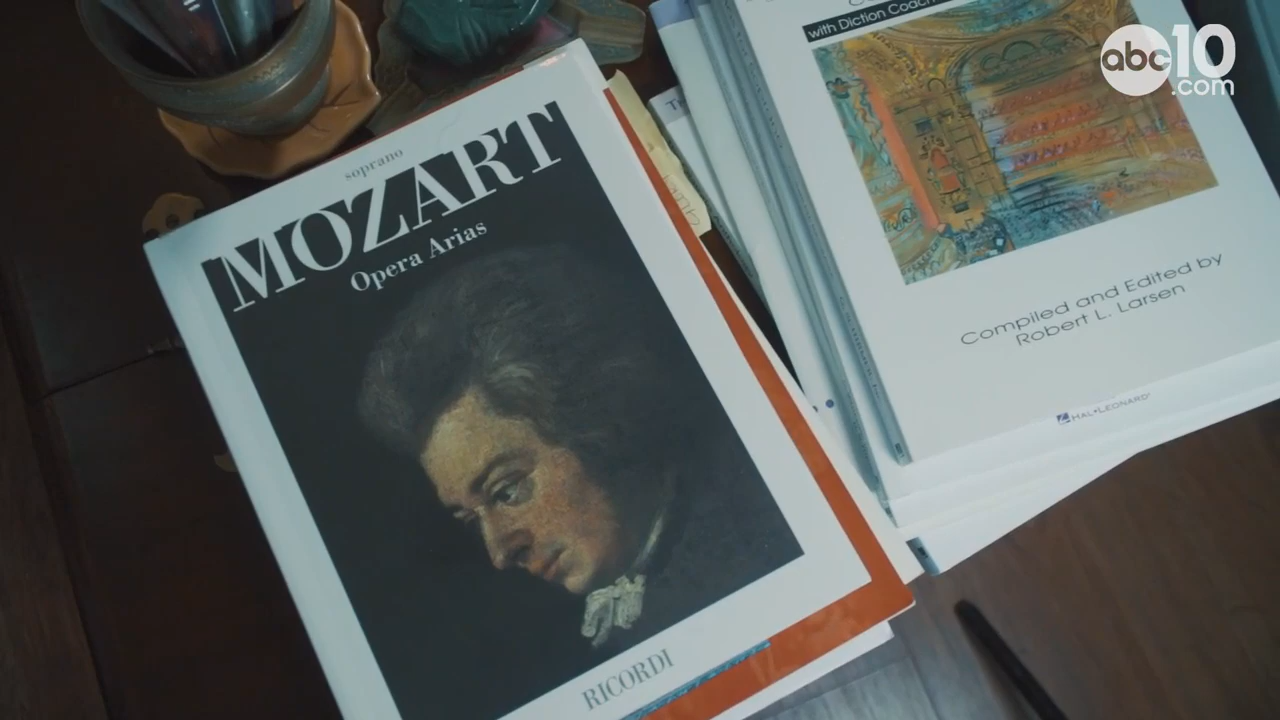 soprano
MOZART
Opera Arias
RICORDI
with Diction Coach
Compiled and Edited by
Robert L. Larsen
HAL•LEONARD
abc10
.com